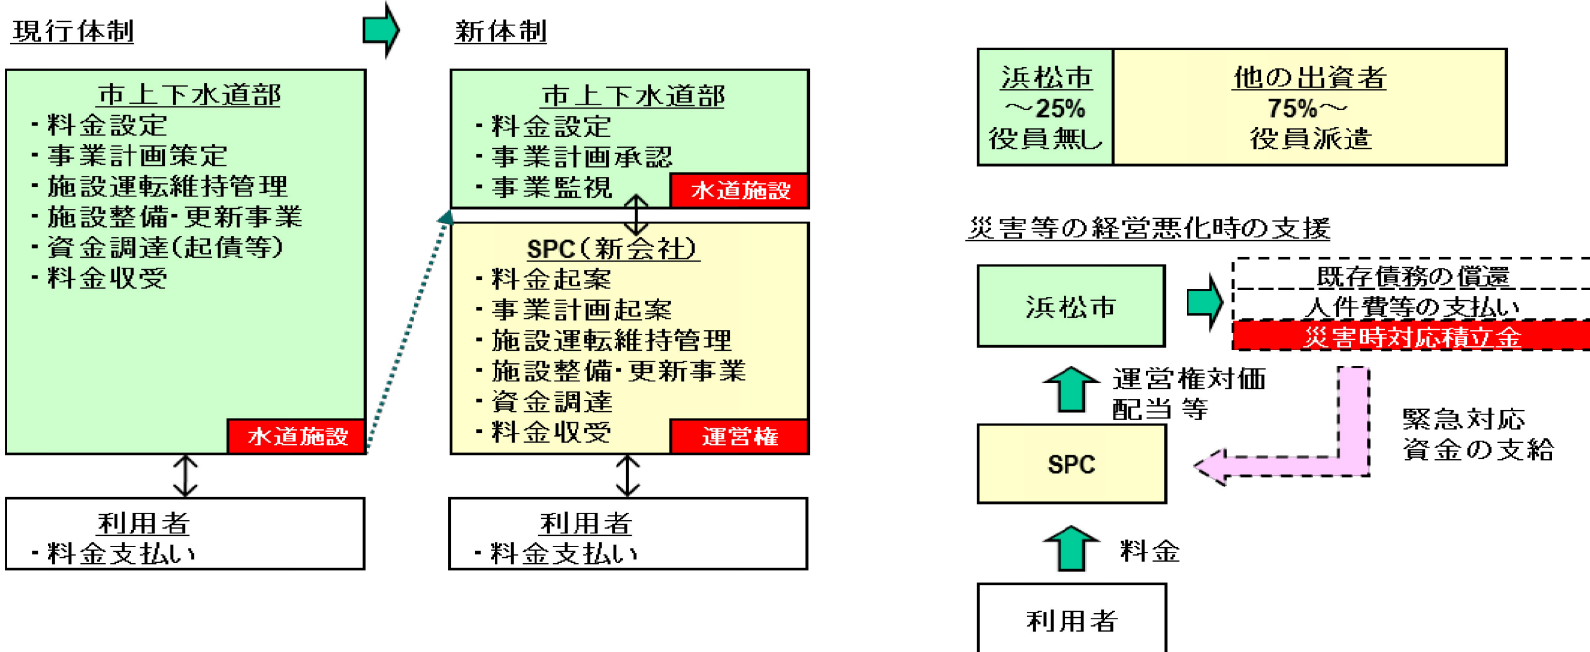 現行体制
新体制
市上下水道部
・料金設定
・事業計画策定
・施設運転維持管理
・施設整備・更新事業
・資金調達(起債等)
・料金収受
水道施設
利用者
・料金支払い
市上下水道部
・料金設定
・事業計画承認
・事業監視
水道施設
SPC(新会社)
・料金起案
・事業計画起案
・施設運転維持管理
・施設整備・更新事業
・資金調達
・料金収受
運営権
利用者
・料金支払い
浜松市
～25%
役員無し
他の出資者
75%～
役員派遣
災害等の経営悪化時の支援
浜松市
既存債務の償還
人件費等の支払い
災害時対応積立金
運営権対価
配当等
緊急対応
資金の支給
SPC
料金
利用者